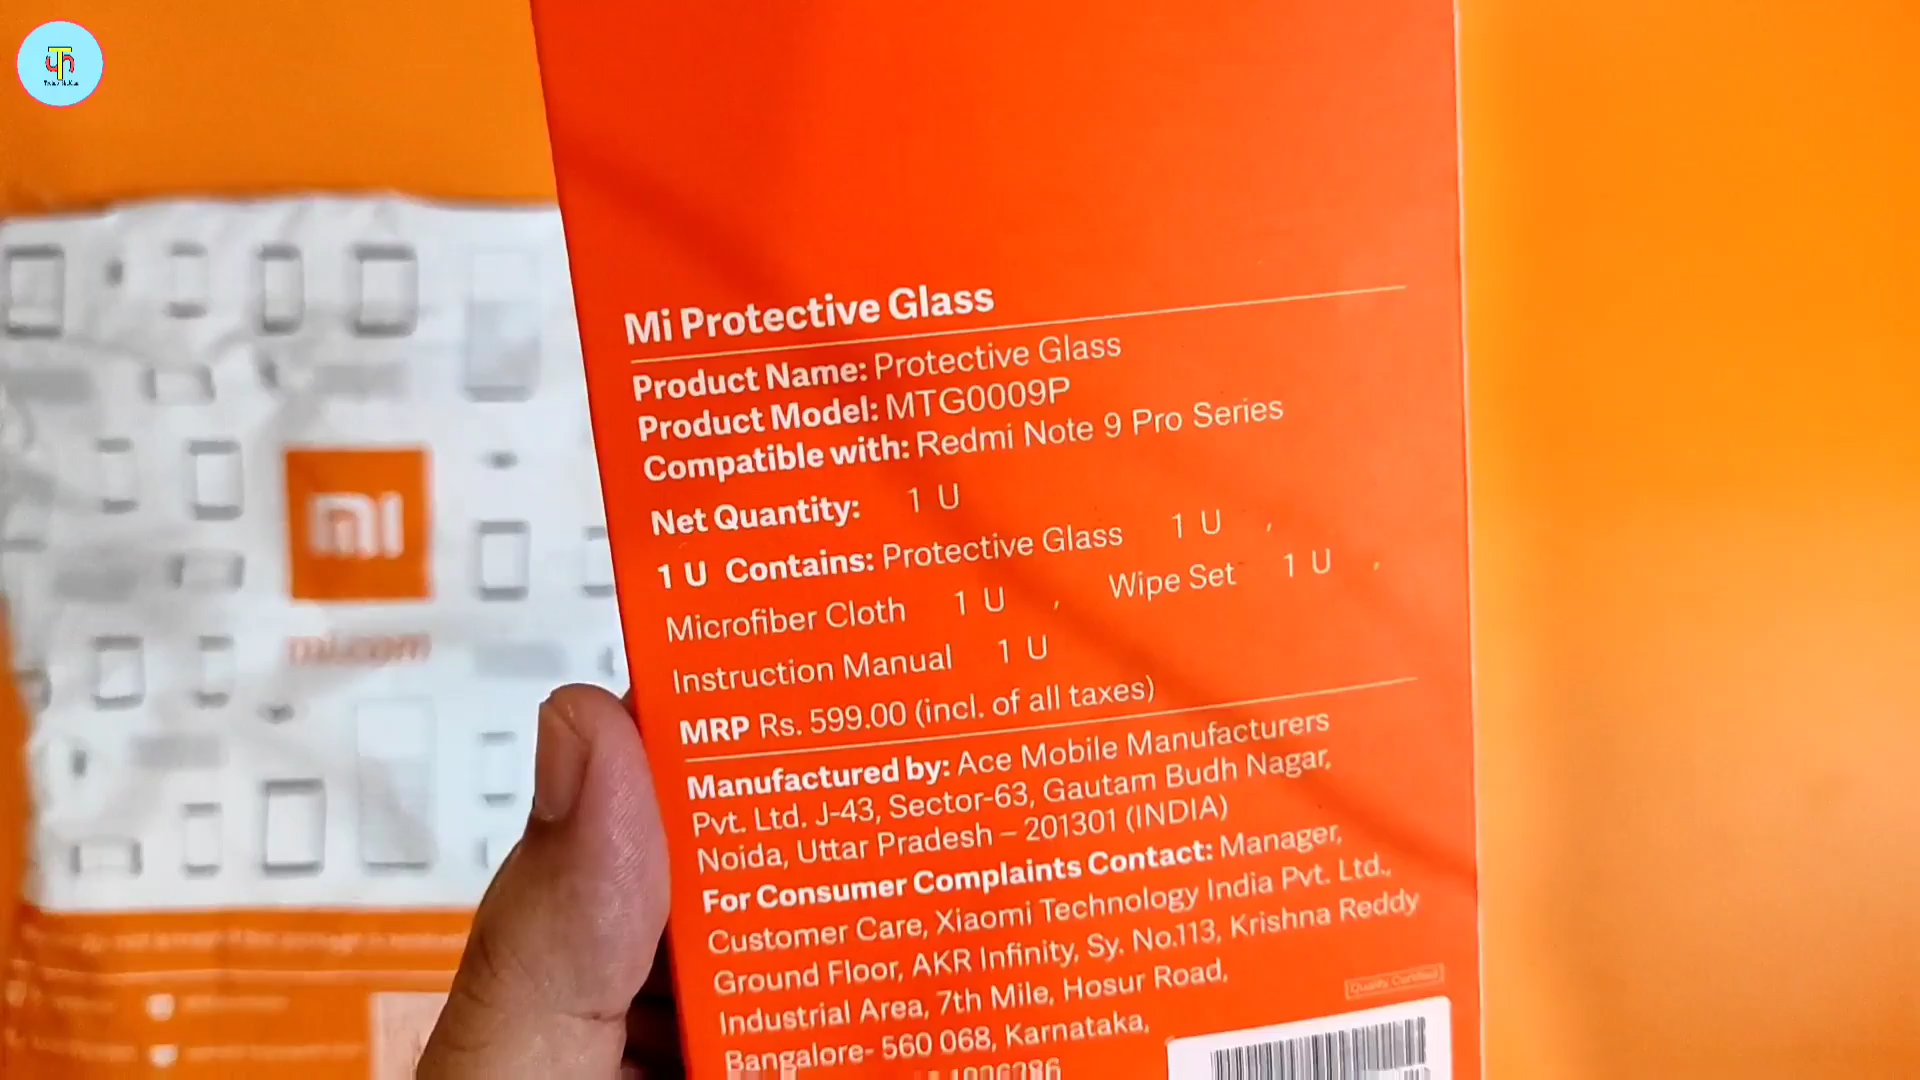 Mi Protective Glass
Product Name: Protective Glass
Product Model: MTG0009P
Compatible with: Redmi Note 9 Pro Series
Net Quantity: 1 U
1 U Contains: Protective Glass 1 U ,
Microfiber Cloth 1 U , Wipe Set 1 U ,
Instruction Manual 1 U
MRP Rs. 599.00 (incl. of all taxes)
Manufactured by: Ace Mobile Manufacturers
Pvt. Ltd. J-43, Sector-63, Gautam Budh Nagar,
Noida, Uttar Pradesh – 201301 (INDIA)
For Consumer Complaints Contact: Manager,
Customer Care, Xiaomi Technology India Pvt. Ltd.,
Ground Floor, AKR Infinity, Sy. No.113, Krishna Reddy
Industrial Area, 7th Mile, Hosur Road,
Bangalore- 560 068, Karnataka,
Quality Certified
mi
mi.com